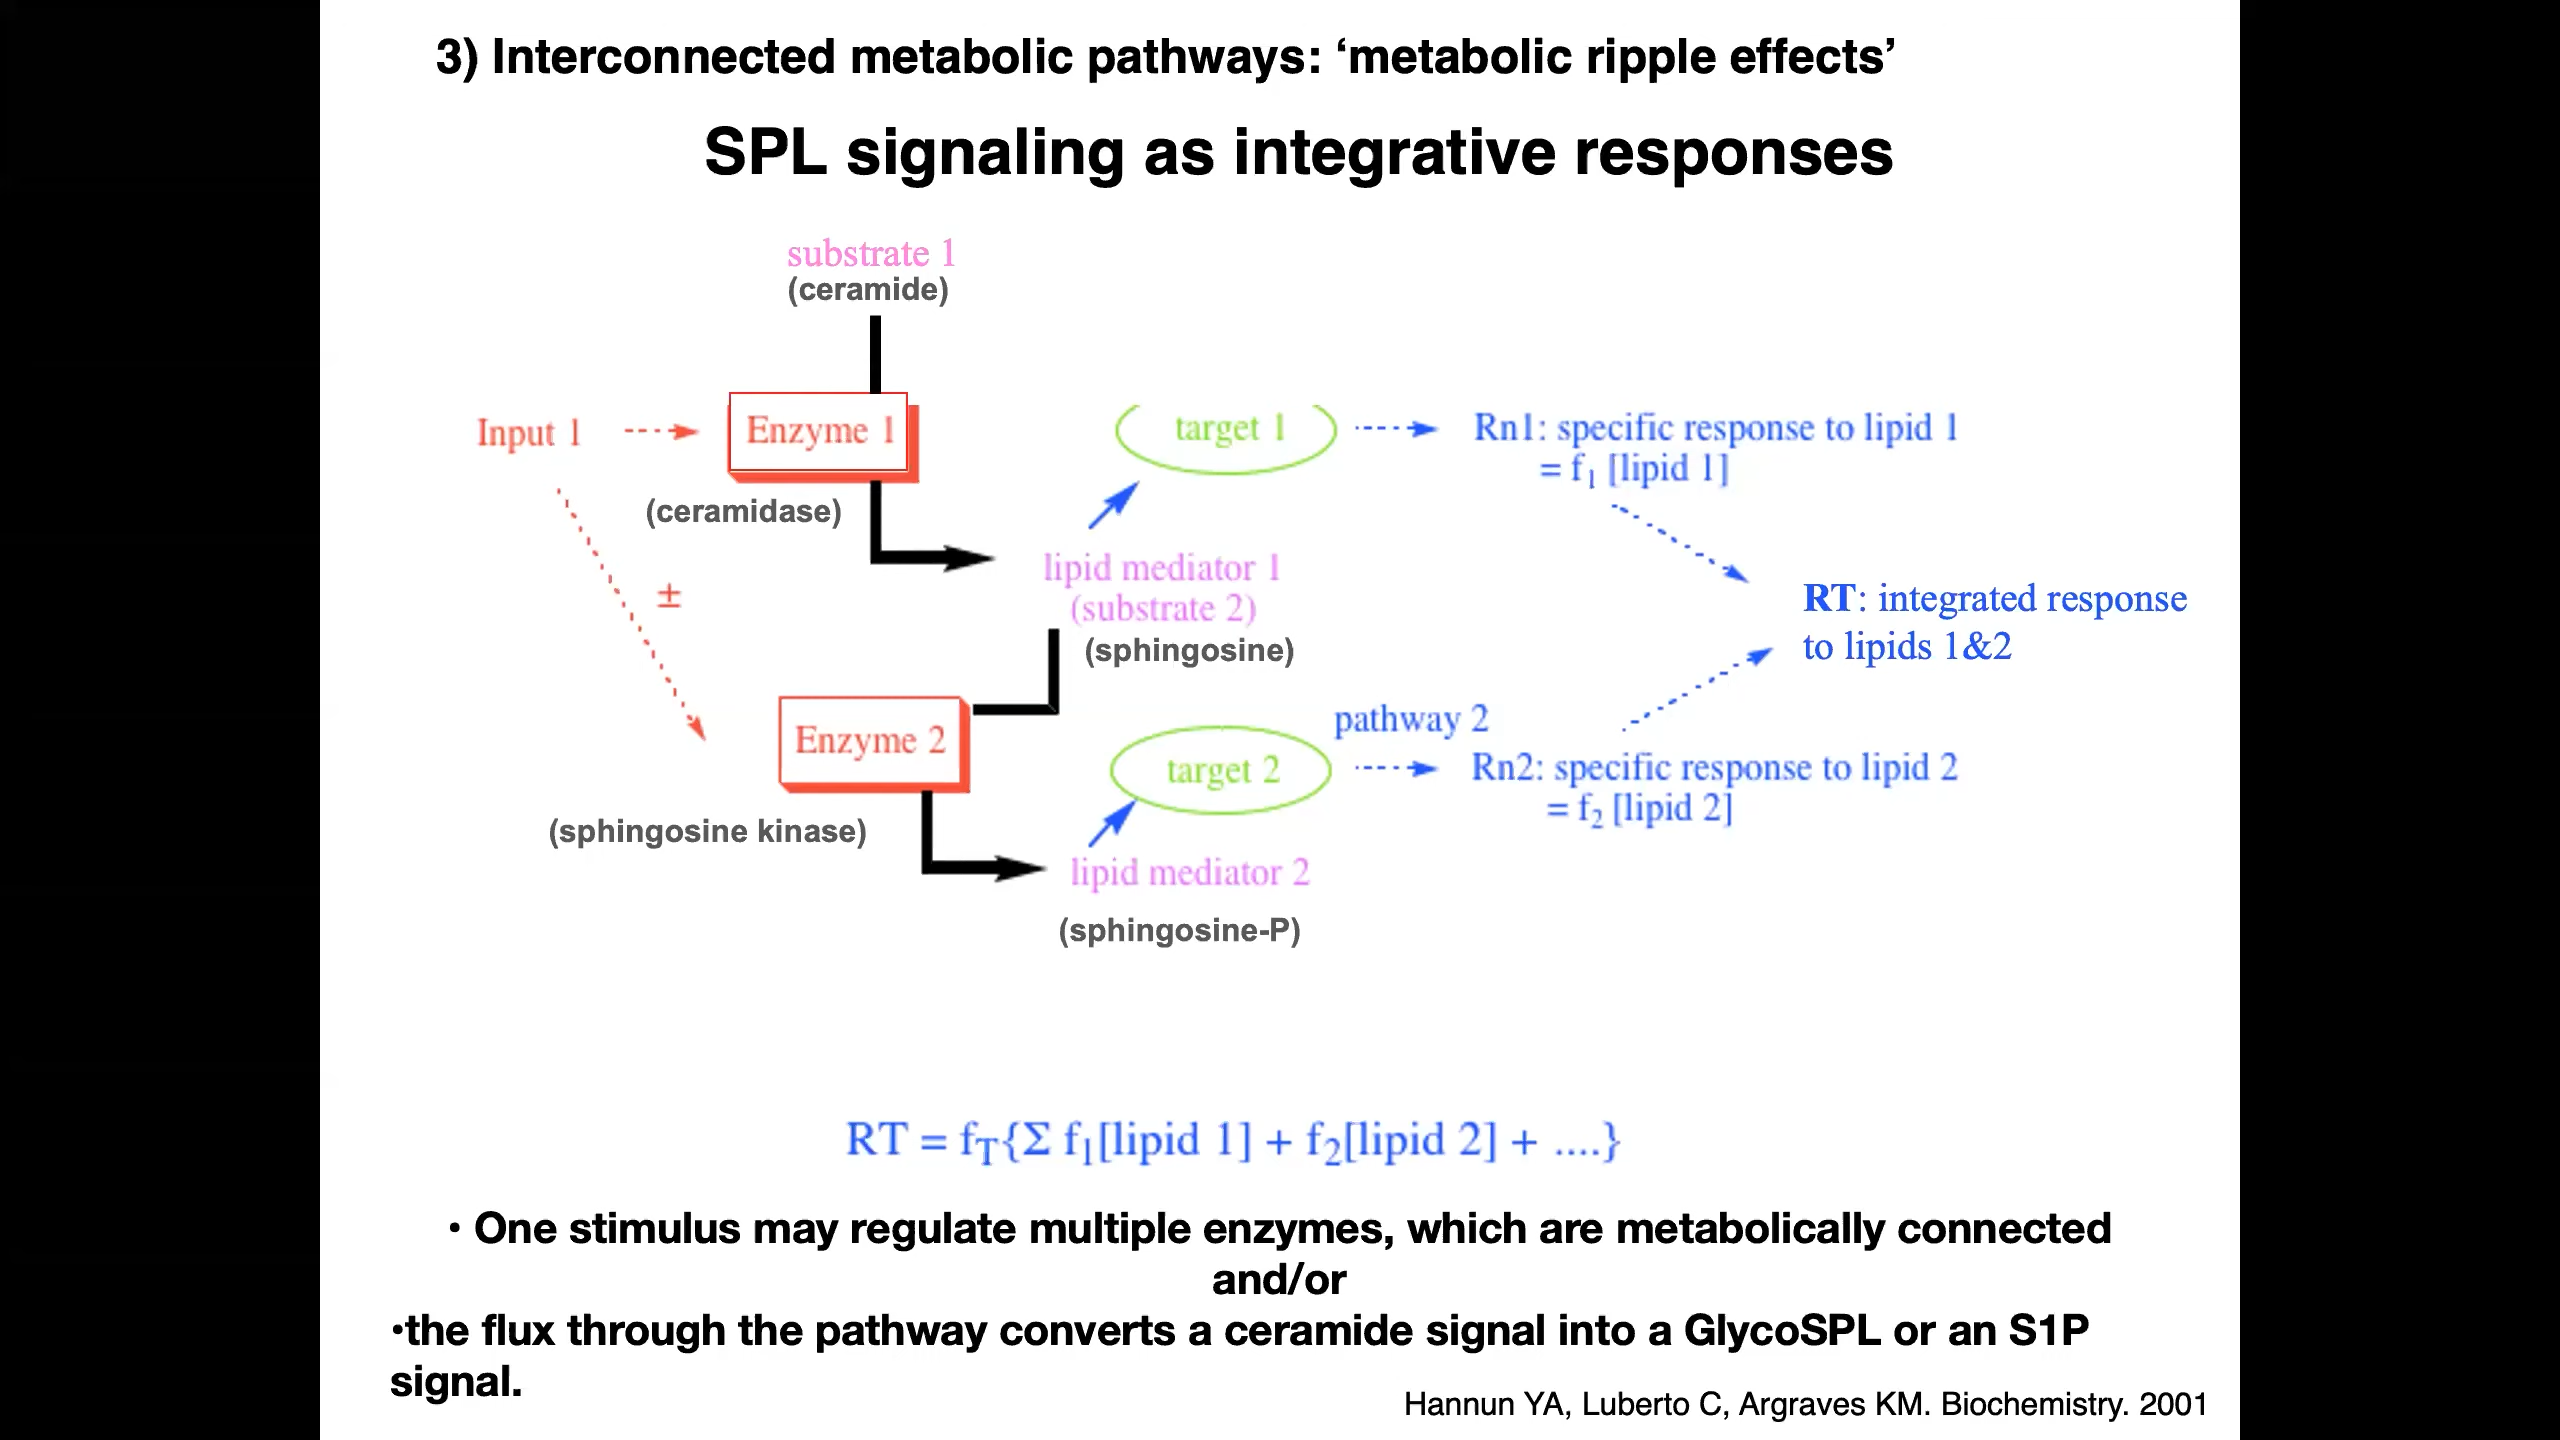 3) Interconnected metabolic pathways: ‘metabolic ripple effects’
SPL signaling as integrative responses
substrate 1
(ceramide)
Input 1
Enzyme 1
target 1
Rn1: specific response to lipid 1
= f₁ [lipid 1]
(ceramidase)
lipid mediator 1
(substrate 2)
(sphingosine)
±
RT: integrated response
to lipids 1&2
Enzyme 2
target 2
pathway 2
Rn2: specific response to lipid 2
= f₂ [lipid 2]
(sphingosine kinase)
lipid mediator 2
(sphingosine-P)
RT = fT{Σ f₁[lipid 1] + f₂[lipid 2] + ....}
• One stimulus may regulate multiple enzymes, which are metabolically connected
and/or
•the flux through the pathway converts a ceramide signal into a GlycoSPL or an S1P
signal.
Hannun YA, Luberto C, Argraves KM. Biochemistry. 2001